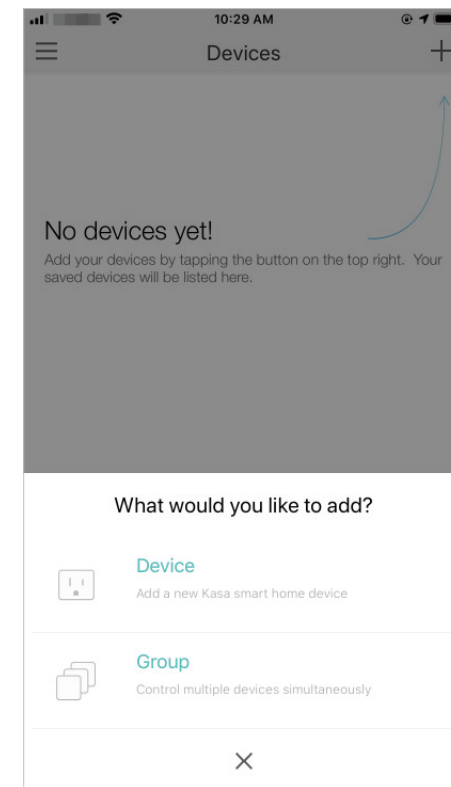 10:29 AM
Devices
No devices yet!
Add your devices by tapping the button on the top right. Your
saved devices will be listed here.
What would you like to add?
Device
Add a new Kasa smart home device
Group
Control multiple devices simultaneously